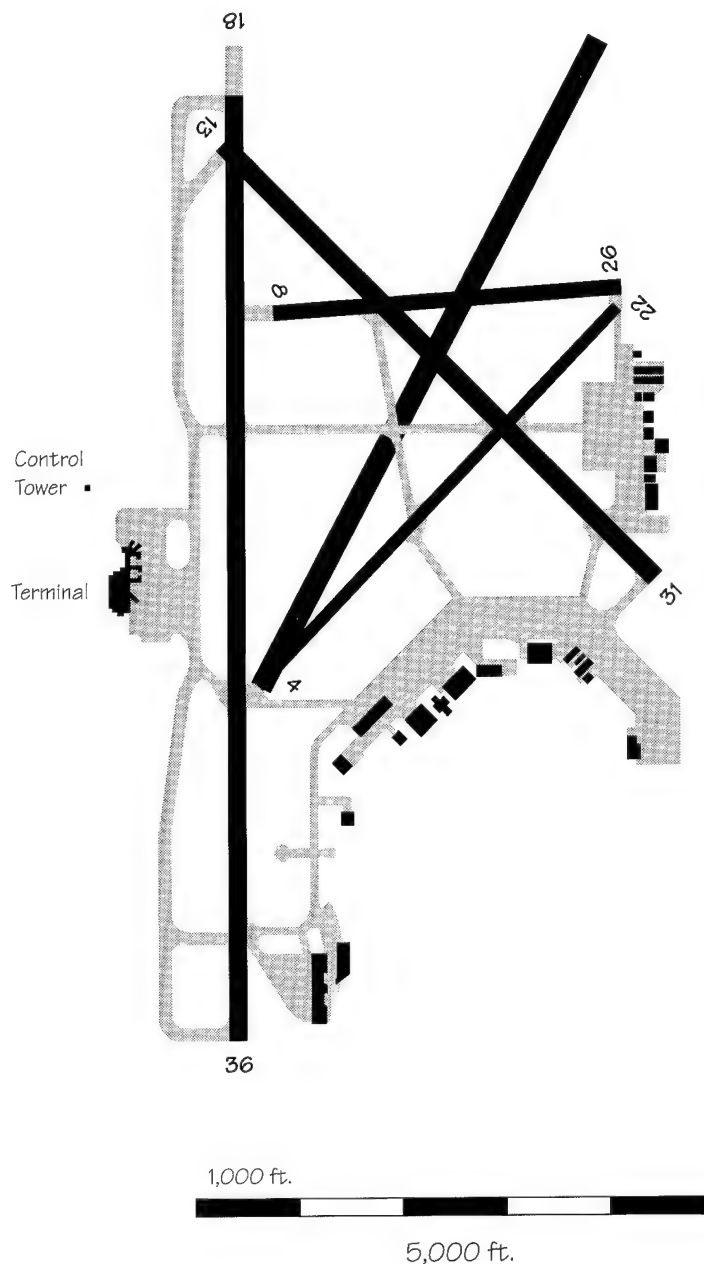 18
13
8
26
22
Control
Tower
Terminal
31
4
36
1,000 ft.
5,000 ft.